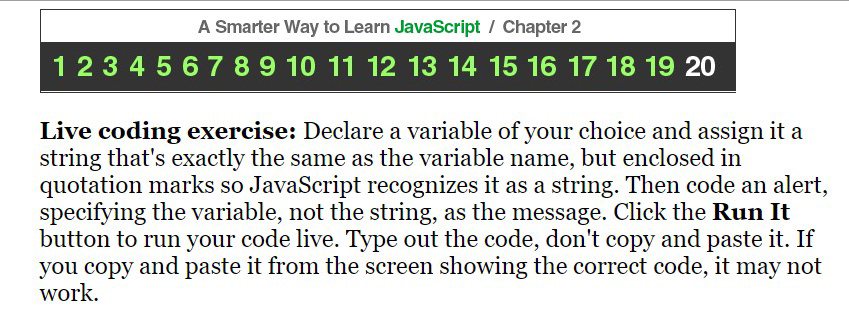 A Smarter Way to Learn JavaScript / Chapter 2
1 2 3 4 5 6 7 8 9 10 11 12 13 14 15 16 17 18 19 20
Live coding exercise: Declare a variable of your choice and assign it a
string that's exactly the same as the variable name, but enclosed in
quotation marks so JavaScript recognizes it as a string. Then code an alert,
specifying the variable, not the string, as the message. Click the Run It
button to run your code live. Type out the code, don't copy and paste it. If
you copy and paste it from the screen showing the correct code, it may not
work.